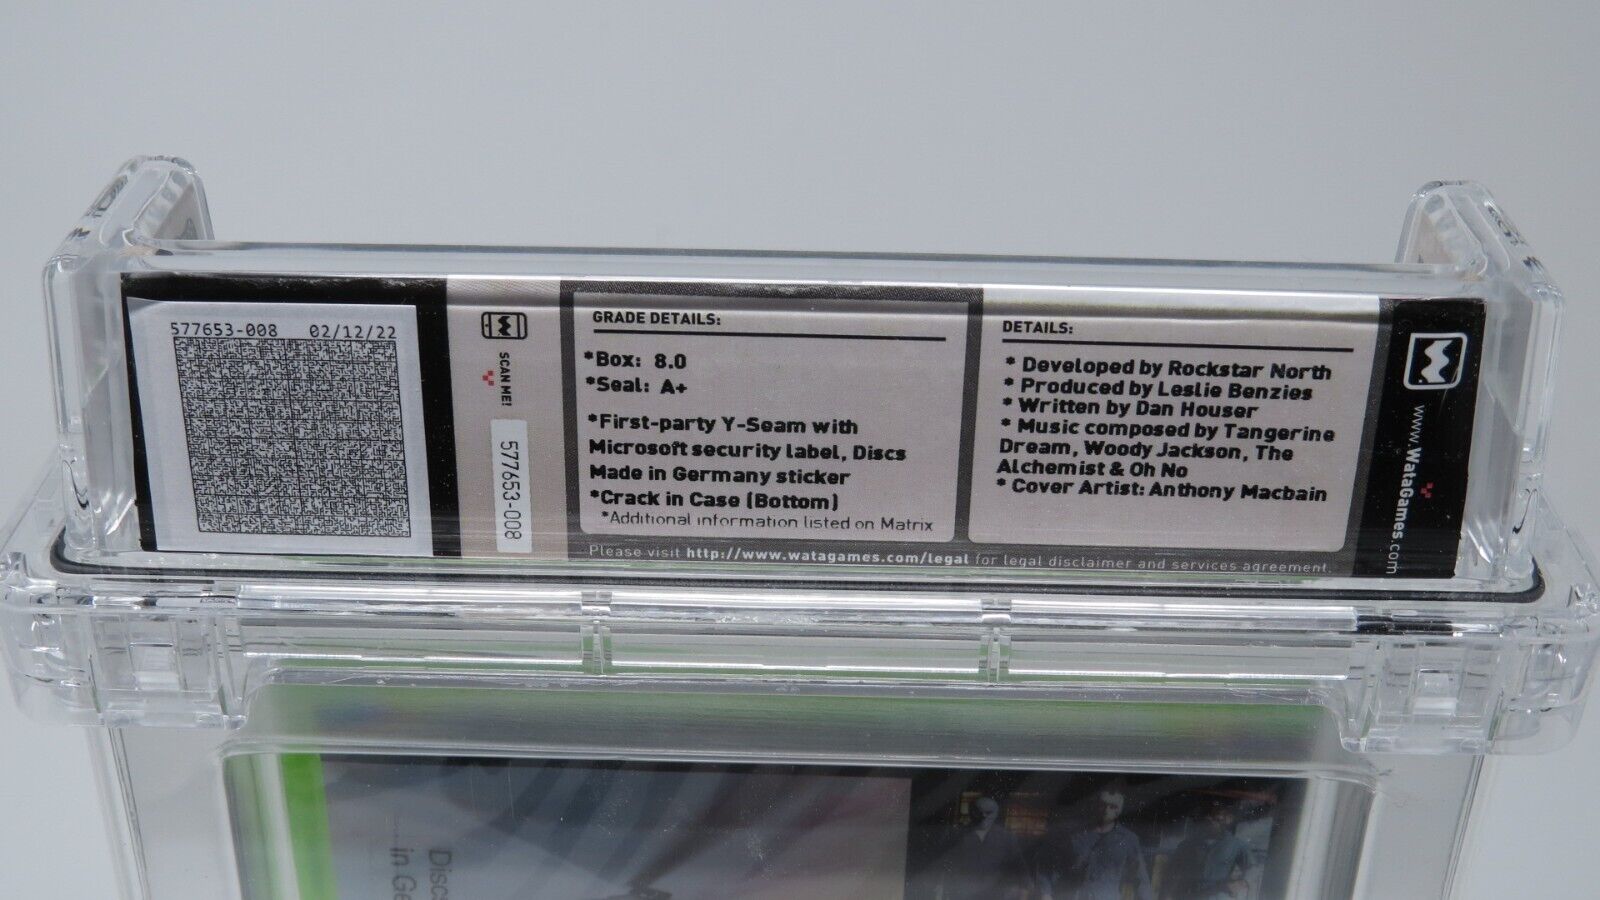 577653-008 02/12/22
SCAN ME!
577653-008
GRADE DETAILS:
*Box: 8.0
*Seal: A+
*First-party Y-Seam with
Microsoft security label, Discs
Made in Germany sticker
*Crack in Case (Bottom)
*Additional information listed on Matrix
DETAILS:
* Developed by Rockstar North
* Produced by Leslie Benzies
* Written by Dan Houser
* Music composed by Tangerine
Dream, Woody Jackson, The
Alchemist & Oh No
* Cover Artist: Anthony Macbain
Please visit http://www.watagames.com/legal for legal disclaimer and services agreement.
www.WataGames.com
Disc
in Ge